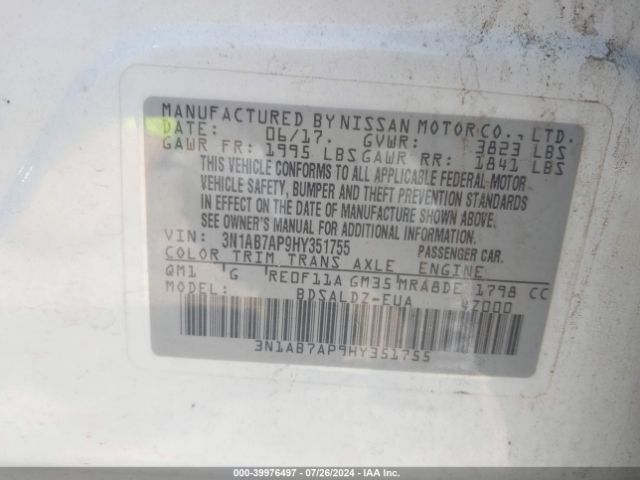 MANUFACTURED BY NISSAN MOTOR CO., LTD.
DATE: 06/17. GVWR: 3823 LBS
GAWR FR: 1995 LBS GAWR RR: 1841 LBS
THIS VEHICLE CONFORMS TO ALL APPLICABLE FEDERAL MOTOR
VEHICLE SAFETY, BUMPER AND THEFT PREVENTION STANDARDS
IN EFFECT ON THE DATE OF MANUFACTURE SHOWN ABOVE.
SEE OWNER'S MANUAL FOR ADDITIONAL INFORMATION.
VIN: 3N1AB7AP9HY351755 PASSENGER CAR.
COLOR TRIM TRANS AXLE ENGINE
QM1 G RE0F11A GM35 MRA8DE 1798 CC
MODEL: BDSALDZ-EUA 4Z000
3N1AB7AP9HY351755
000-39976497 | 07/26/2024 | IAA Inc.